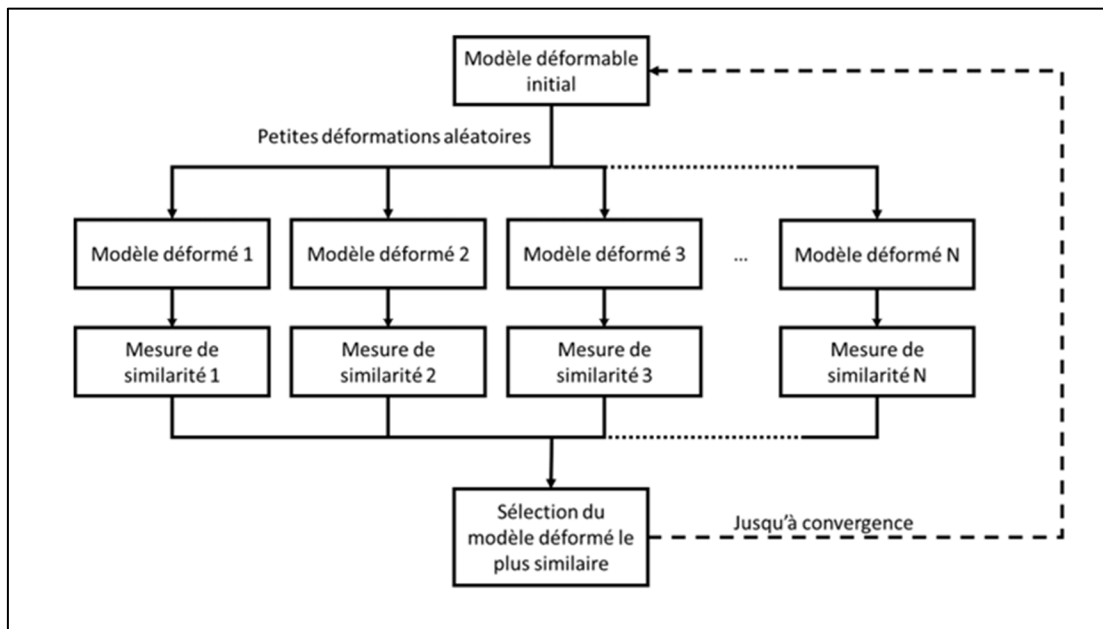 Modèle déformable
initial
Petites déformations aléatoires
Modèle déformé 1
Modèle déformé 2
Modèle déformé 3
...
Modèle déformé N
Mesure de
similarité 1
Mesure de
similarité 2
Mesure de
similarité 3
Mesure de
similarité N
Sélection du
modèle déformé le
plus similaire
Jusqu'à convergence